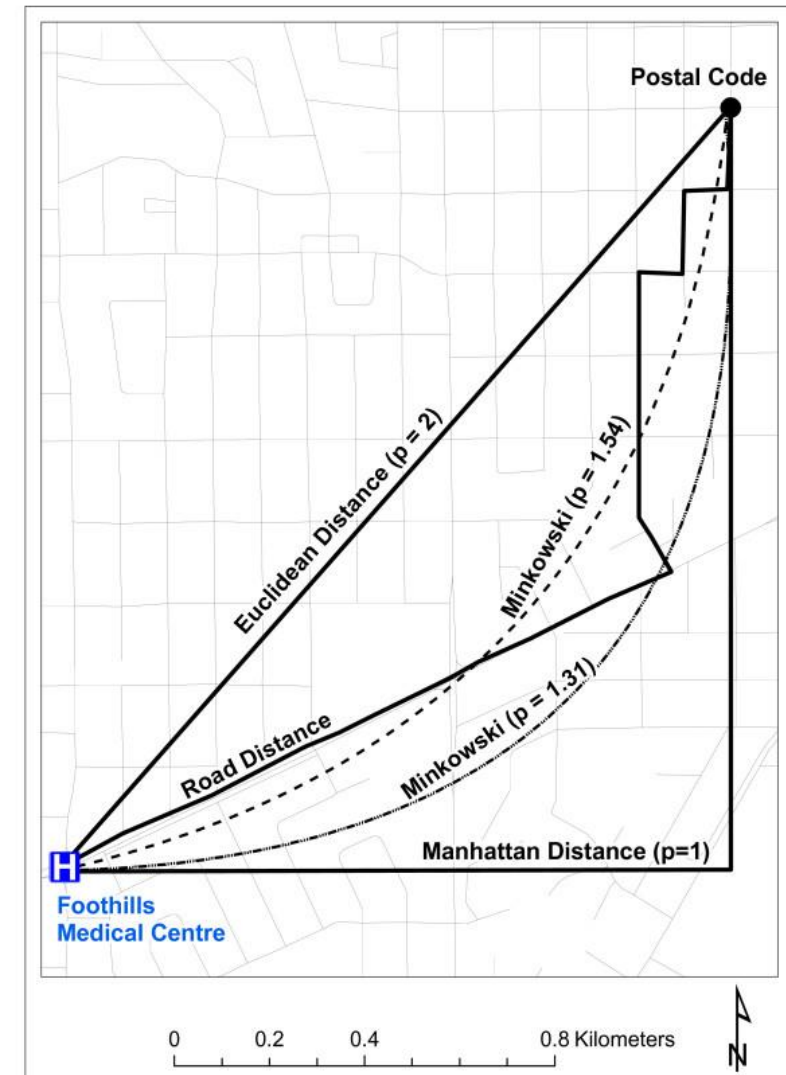 Postal Code
Euclidean Distance (p = 2)
Minkowski (p = 1.54)
Minkowski (p = 1.31)
Road Distance
Manhattan Distance (p=1)
H
Foothills
Medical Centre
0 0.2 0.4 0.8 Kilometers
N